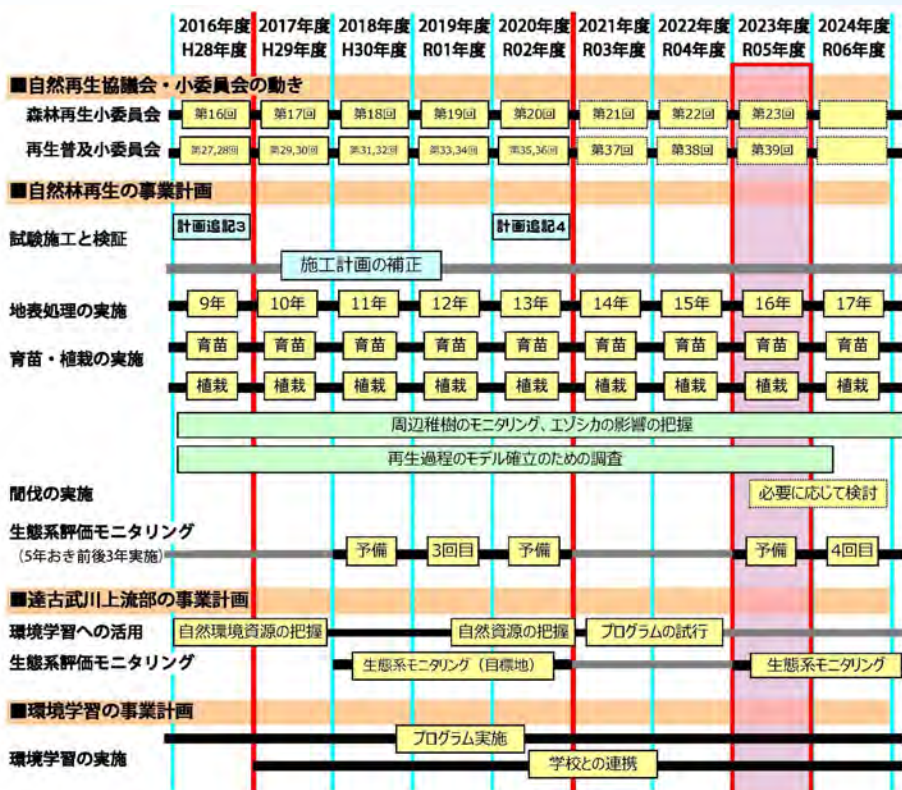 2016年度 2017年度 2018年度 2019年度 2020年度 2021年度 2022年度 2023年度 2024年度
H28年度 H29年度 H30年度 R01年度 R02年度 R03年度 R04年度 R05年度 R06年度
■自然再生協議会・小委員会の動き
森林再生小委員会 第16回 第17回 第18回 第19回 第20回 第21回 第22回 第23回
再生普及小委員会 第27,28回 第29,30回 第31,32回 第33,34回 第35,36回 第37回 第38回 第39回
■自然林再生の事業計画
計画追記3 計画追記4
試験施工と検証
施工計画の補正
地表処理の実施 9年 10年 11年 12年 13年 14年 15年 16年 17年
育苗 育苗 育苗 育苗 育苗 育苗 育苗 育苗 育苗
育苗・植栽の実施
植栽 植栽 植栽 植栽 植栽 植栽 植栽 植栽 植栽
周辺稚樹のモニタリング、エゾシカの影響の把握
再生過程のモデル確立のための調査
間伐の実施 必要に応じて検討
生態系評価モニタリング
(5年おき前後3年実施) 予備 3回目 予備 予備 4回目
■達古武川上流部の事業計画
環境学習への活用 自然環境資源の把握 自然資源の把握 プログラムの試行
生態系評価モニタリング 生態系モニタリング（目標地） 生態系モニタリング
■環境学習の事業計画
プログラム実施
環境学習の実施
学校との連携